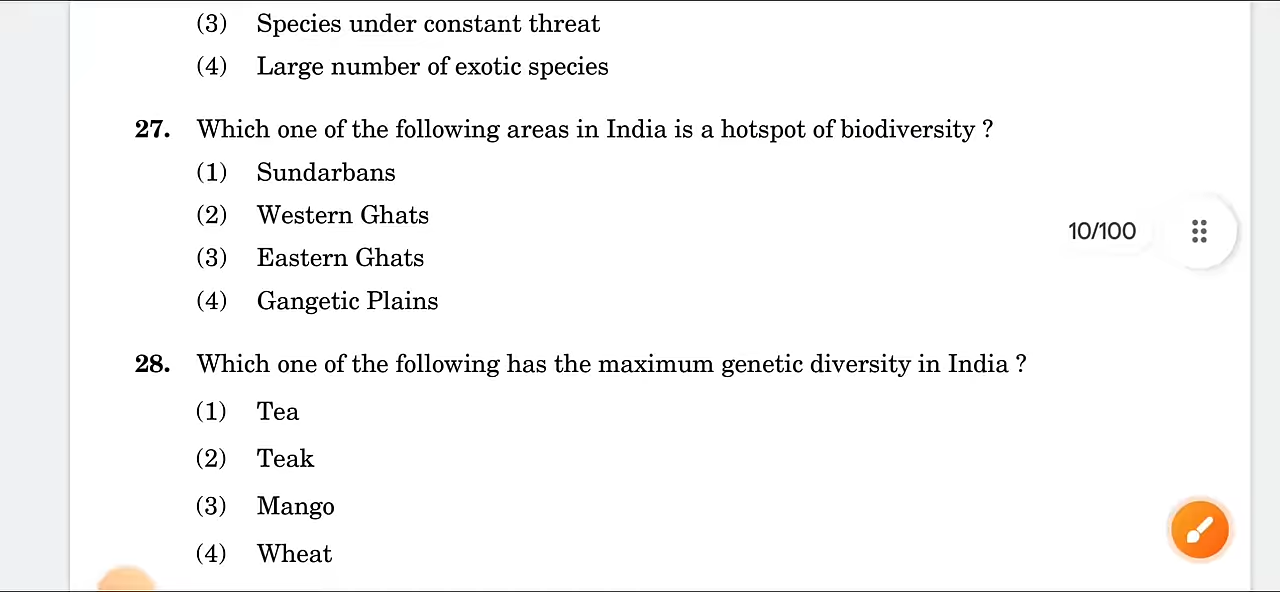 (3) Species under constant threat
(4) Large number of exotic species
27. Which one of the following areas in India is a hotspot of biodiversity ?
(1) Sundarbans
(2) Western Ghats
10/100
(3) Eastern Ghats
(4) Gangetic Plains
28. Which one of the following has the maximum genetic diversity in India ?
(1) Tea
(2) Teak
(3) Mango
(4) Wheat